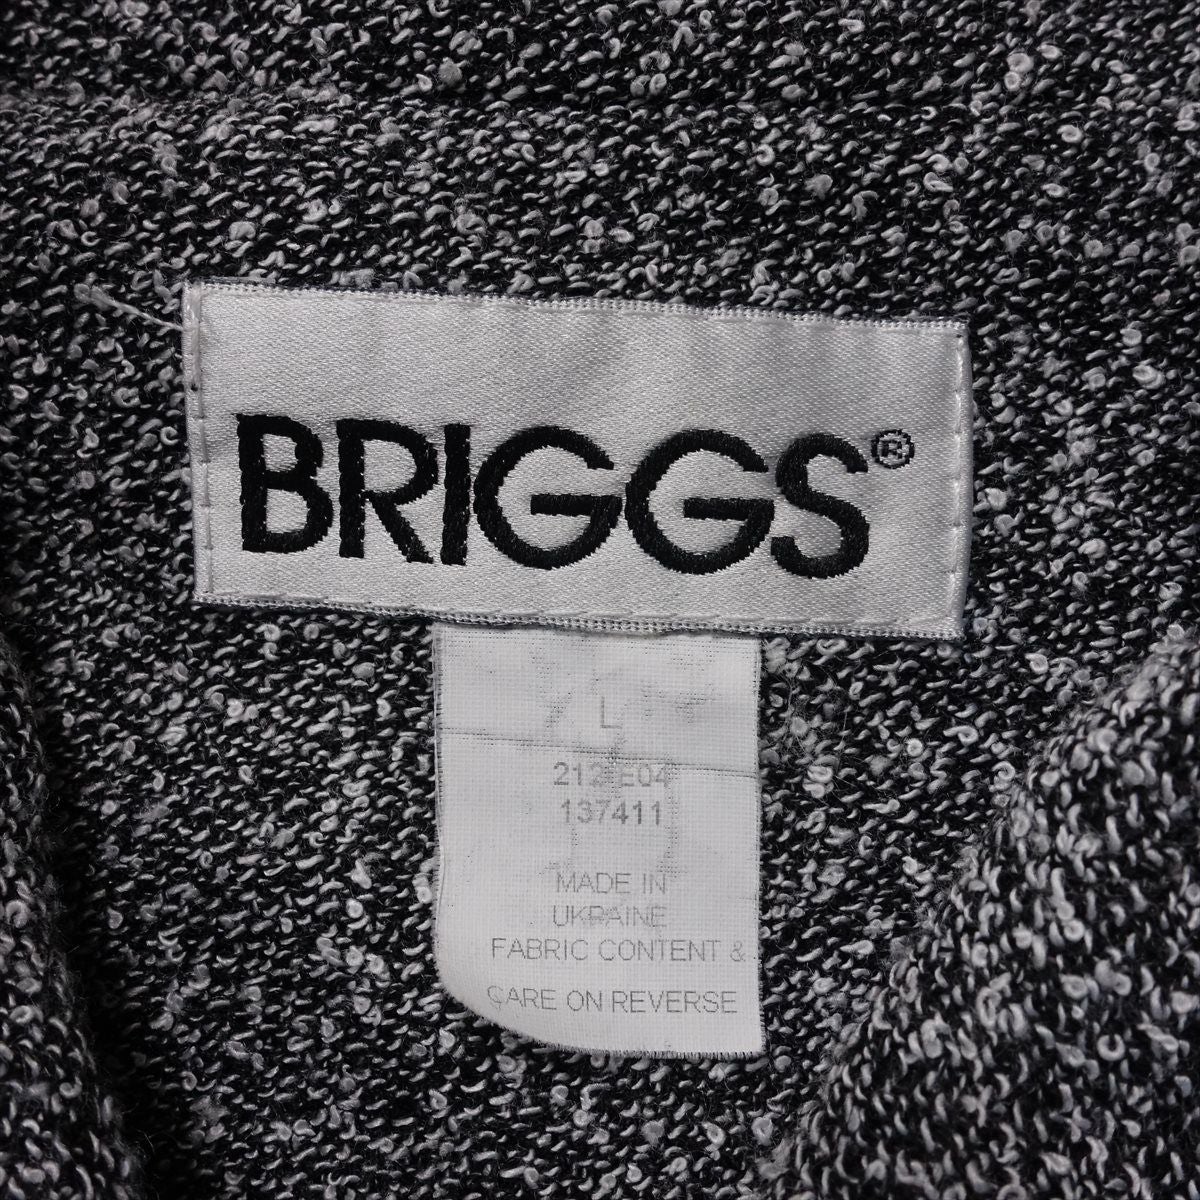 BRIGGS®
L
212 E04
137411
MADE IN
UKRAINE
FABRIC CONTENT &
CARE ON REVERSE